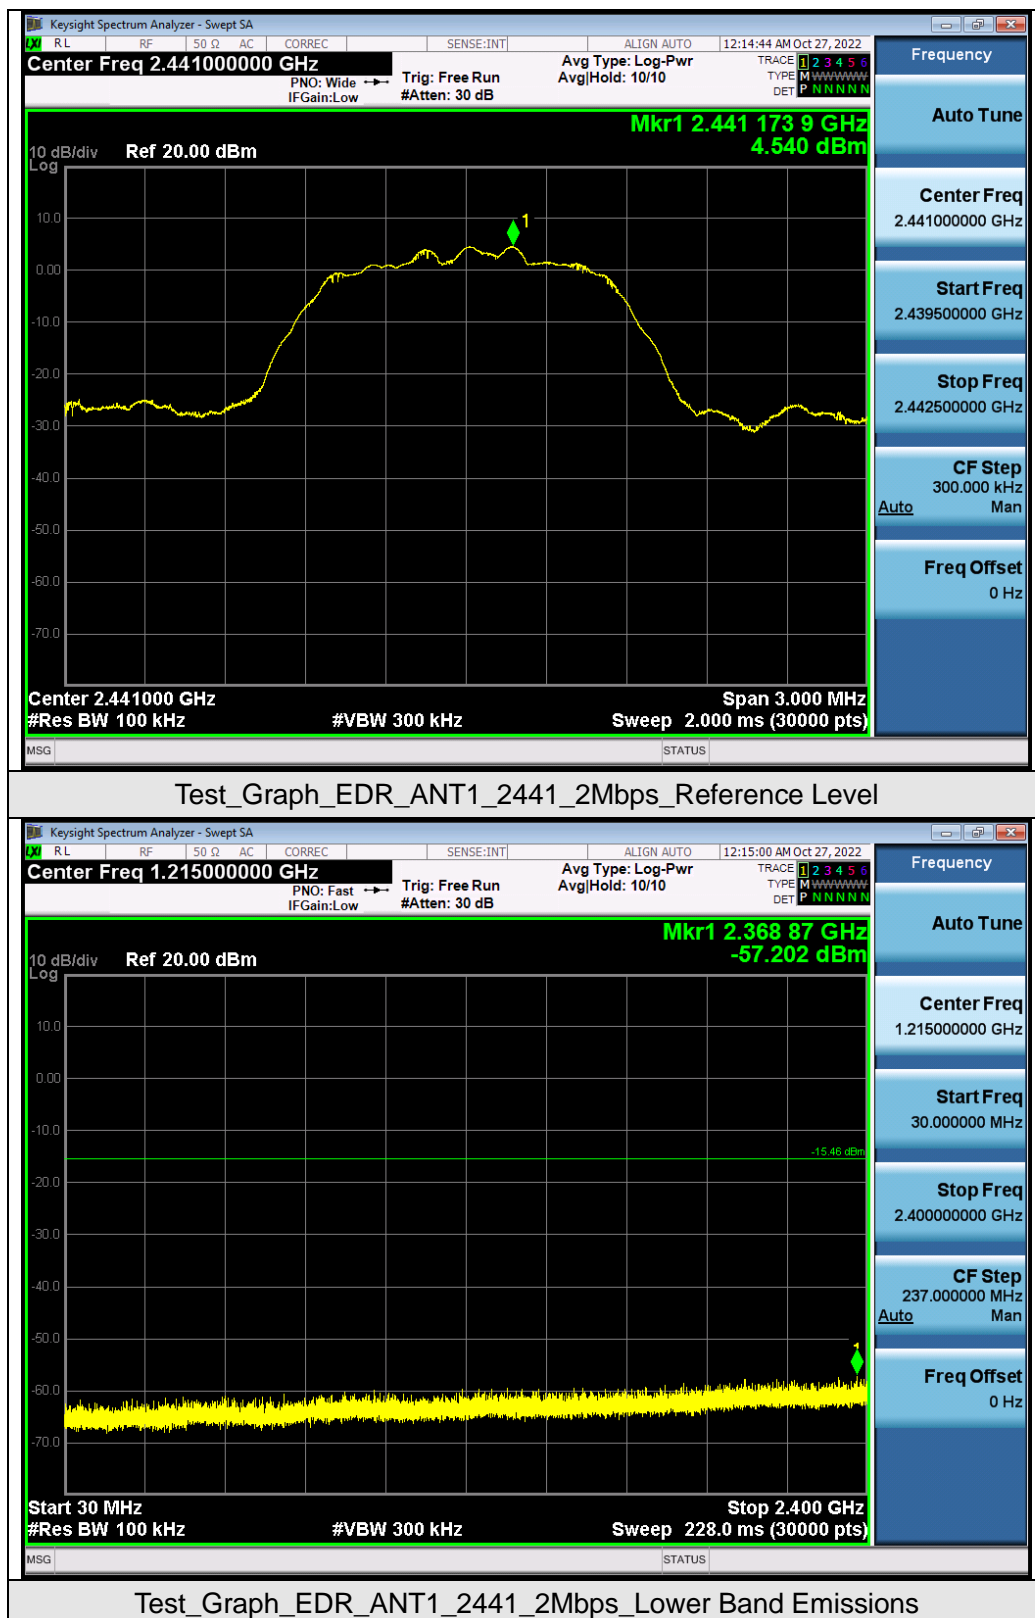 Keysight Spectrum Analyzer - Swept SA
LXI RL RF 50 Ω AC CORREC SENSE:INT ALIGN AUTO 12:14:44 AM Oct 27, 2022
Center Freq 2.441000000 GHz
PNO: Wide
IFGain:Low
Trig: Free Run
#Atten: 30 dB
Avg Type: Log-Pwr
Avg|Hold: 10/10
TRACE 1 2 3 4 5 6
TYPE M WWWWW
DET P N N N N N
Mkr1 2.441 173 9 GHz
4.540 dBm
10 dB/div Ref 20.00 dBm
Log
1
10.0
0.00
-10.0
-20.0
-30.0
-40.0
-50.0
-60.0
-70.0
Center 2.441000 GHz Span 3.000 MHz
#Res BW 100 kHz #VBW 300 kHz Sweep 2.000 ms (30000 pts)
MSG STATUS
Frequency
Auto Tune
Center Freq
2.441000000 GHz
Start Freq
2.439500000 GHz
Stop Freq
2.442500000 GHz
CF Step
300.000 kHz
Auto Man
Freq Offset
0 Hz
Test_Graph_EDR_ANT1_2441_2Mbps_Reference Level
Keysight Spectrum Analyzer - Swept SA
LXI RL RF 50 Ω AC CORREC SENSE:INT ALIGN AUTO 12:15:00 AM Oct 27, 2022
Center Freq 1.215000000 GHz
PNO: Fast
IFGain:Low
Trig: Free Run
#Atten: 30 dB
Avg Type: Log-Pwr
Avg|Hold: 10/10
TRACE 1 2 3 4 5 6
TYPE M WWWWW
DET P N N N N N
Mkr1 2.368 87 GHz
-57.202 dBm
10 dB/div Ref 20.00 dBm
Log
10.0
0.00
-10.0
-15.46 dBm
-20.0
-30.0
-40.0
-50.0
1
-60.0
-70.0
Start 30 MHz Stop 2.400 GHz
#Res BW 100 kHz #VBW 300 kHz Sweep 228.0 ms (30000 pts)
MSG STATUS
Frequency
Auto Tune
Center Freq
1.215000000 GHz
Start Freq
30.000000 MHz
Stop Freq
2.400000000 GHz
CF Step
237.000000 MHz
Auto Man
Freq Offset
0 Hz
Test_Graph_EDR_ANT1_2441_2Mbps_Lower Band Emissions